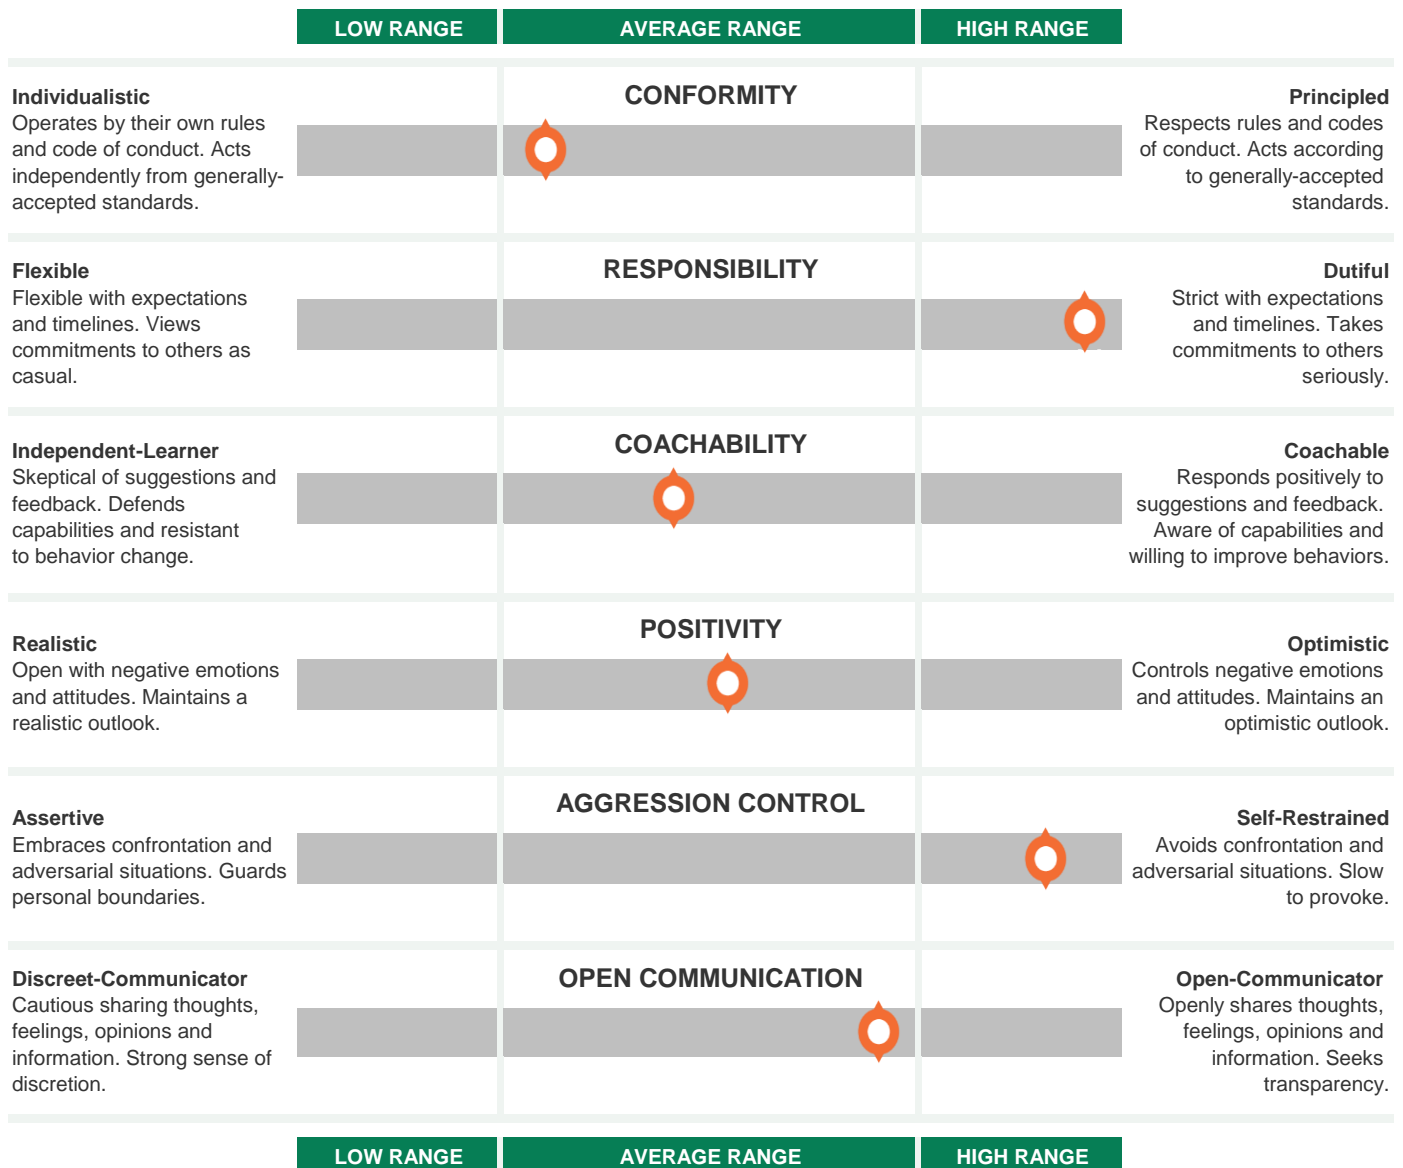 LOW RANGE
AVERAGE RANGE
HIGH RANGE
CONFORMITY
Individualistic
Operates by their own rules
and code of conduct. Acts
independently from generally-
accepted standards.
Principled
Respects rules and codes
of conduct. Acts according
to generally-accepted
standards.
RESPONSIBILITY
Flexible
Flexible with expectations
and timelines. Views
commitments to others as
casual.
Dutiful
Strict with expectations
and timelines. Takes
commitments to others
seriously.
COACHABILITY
Independent-Learner
Skeptical of suggestions and
feedback. Defends
capabilities and resistant
to behavior change.
Coachable
Responds positively to
suggestions and feedback.
Aware of capabilities and
willing to improve behaviors.
POSITIVITY
Realistic
Open with negative emotions
and attitudes. Maintains a
realistic outlook.
Optimistic
Controls negative emotions
and attitudes. Maintains an
optimistic outlook.
AGGRESSION CONTROL
Assertive
Embraces confrontation and
adversarial situations. Guards
personal boundaries.
Self-Restrained
Avoids confrontation and
adversarial situations. Slow
to provoke.
OPEN COMMUNICATION
Discreet-Communicator
Cautious sharing thoughts,
feelings, opinions and
information. Strong sense of
discretion.
Open-Communicator
Openly shares thoughts,
feelings, opinions and
information. Seeks
transparency.
LOW RANGE
AVERAGE RANGE
HIGH RANGE